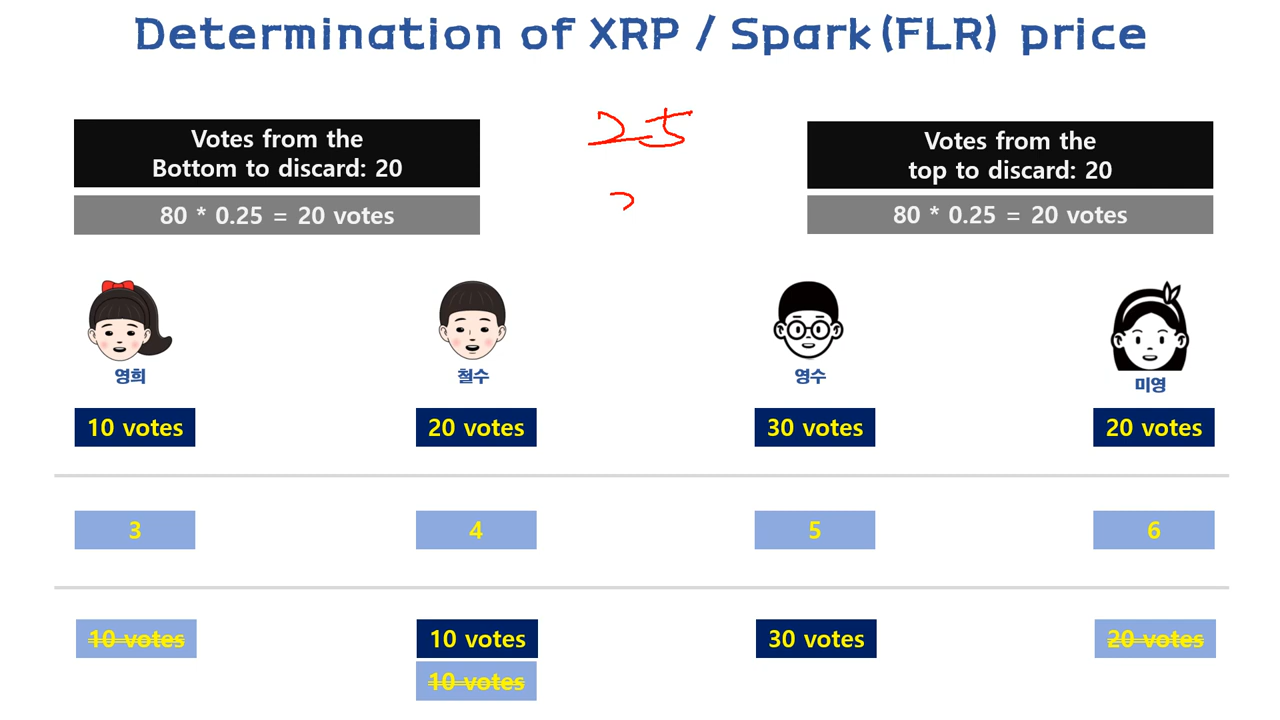 Determination of XRP / Spark(FLR) price
25
Votes from the
Bottom to discard: 20
80 * 0.25 = 20 votes
Votes from the
top to discard: 20
80 * 0.25 = 20 votes
영희
철수
영수
미영
10 votes
20 votes
30 votes
20 votes
3
4
5
6
10 votes
10 votes
30 votes
20 votes
10 votes